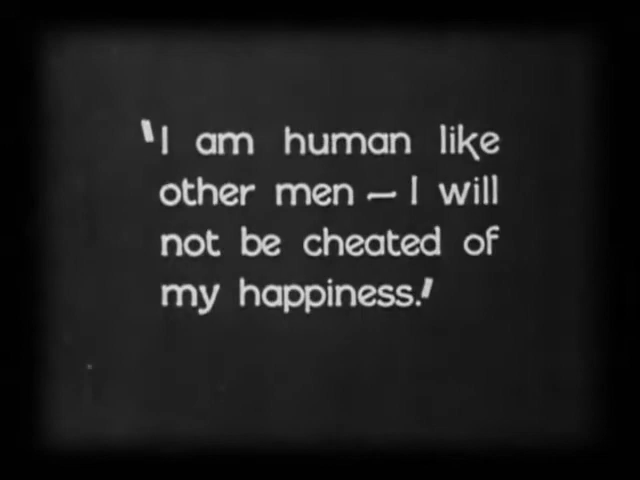 "I am human like
other men — I will
not be cheated of
my happiness."